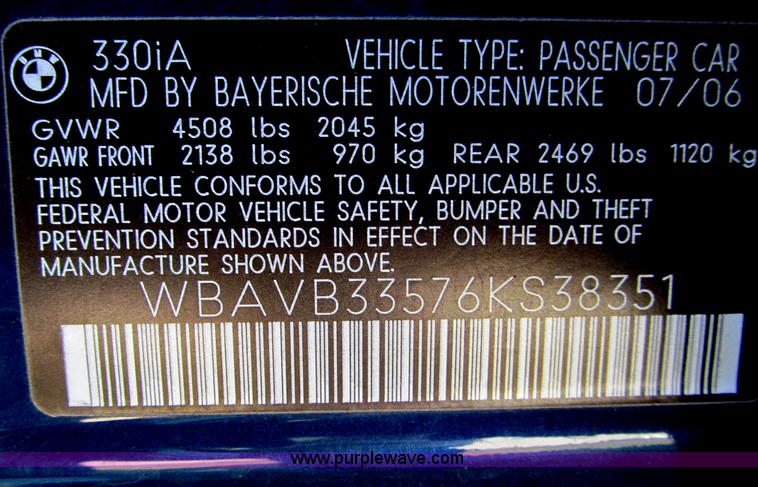 BMW
330iA VEHICLE TYPE: PASSENGER CAR
MFD BY BAYERISCHE MOTORENWERKE 07/06
GVWR 4508 lbs 2045 kg
GAWR FRONT 2138 lbs 970 kg REAR 2469 lbs 1120 kg
THIS VEHICLE CONFORMS TO ALL APPLICABLE U.S.
FEDERAL MOTOR VEHICLE SAFETY, BUMPER AND THEFT
PREVENTION STANDARDS IN EFFECT ON THE DATE OF
MANUFACTURE SHOWN ABOVE.
WBAVB33576KS38351
www.purplewave.com